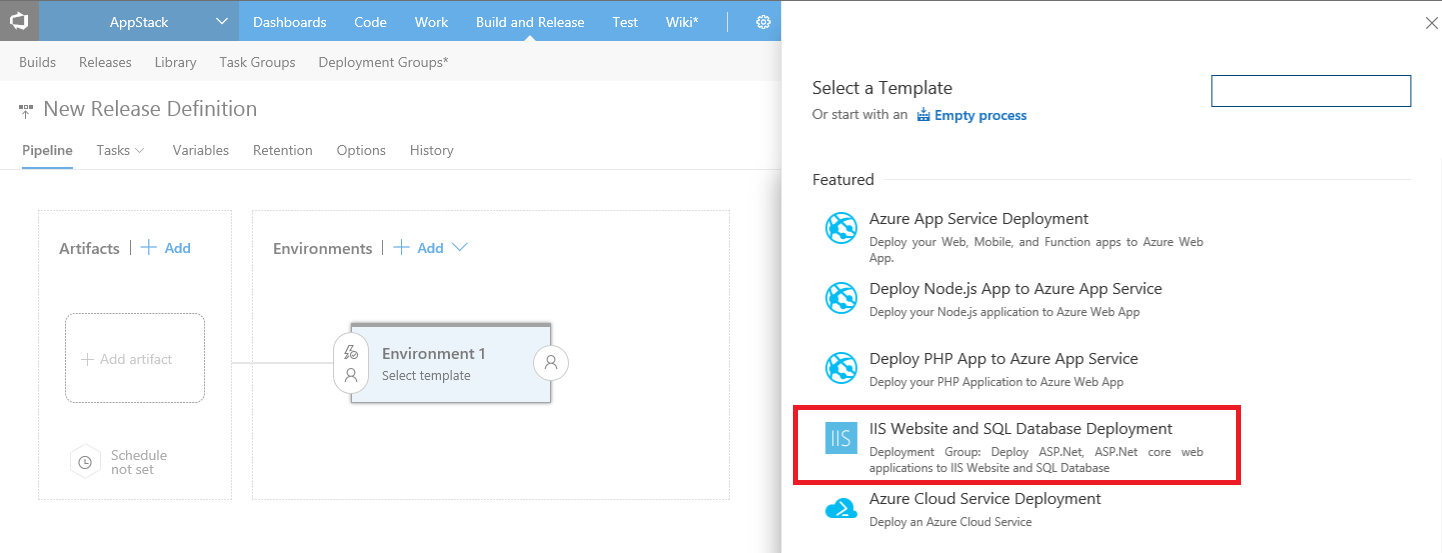 AppStack
Dashboards Code Work Build and Release Test Wiki*
Builds Releases Library Task Groups Deployment Groups*
New Release Definition
Pipeline Tasks Variables Retention Options History
Artifacts | + Add
Environments | + Add
+ Add artifact
Environment 1
Select template
Schedule
not set
Select a Template
Or start with an Empty process
Featured
Azure App Service Deployment
Deploy your Web, Mobile, and Function apps to Azure Web
App.
Deploy Node.js App to Azure App Service
Deploy your Node.js application to Azure Web App
Deploy PHP App to Azure App Service
Deploy your PHP Application to Azure Web App
IIS
IIS Website and SQL Database Deployment
Deployment Group: Deploy ASP.Net, ASP.Net core web
applications to IIS Website and SQL Database
Azure Cloud Service Deployment
Deploy an Azure Cloud Service